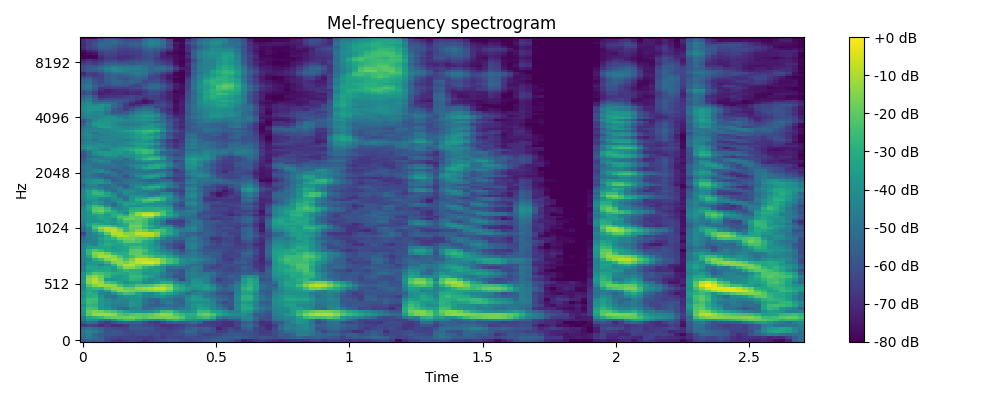 Mel-frequency spectrogram
8192
4096
2048
1024
512
0
Hz
0
0.5
1
1.5
2
2.5
Time
+0 dB
-10 dB
-20 dB
-30 dB
-40 dB
-50 dB
-60 dB
-70 dB
-80 dB